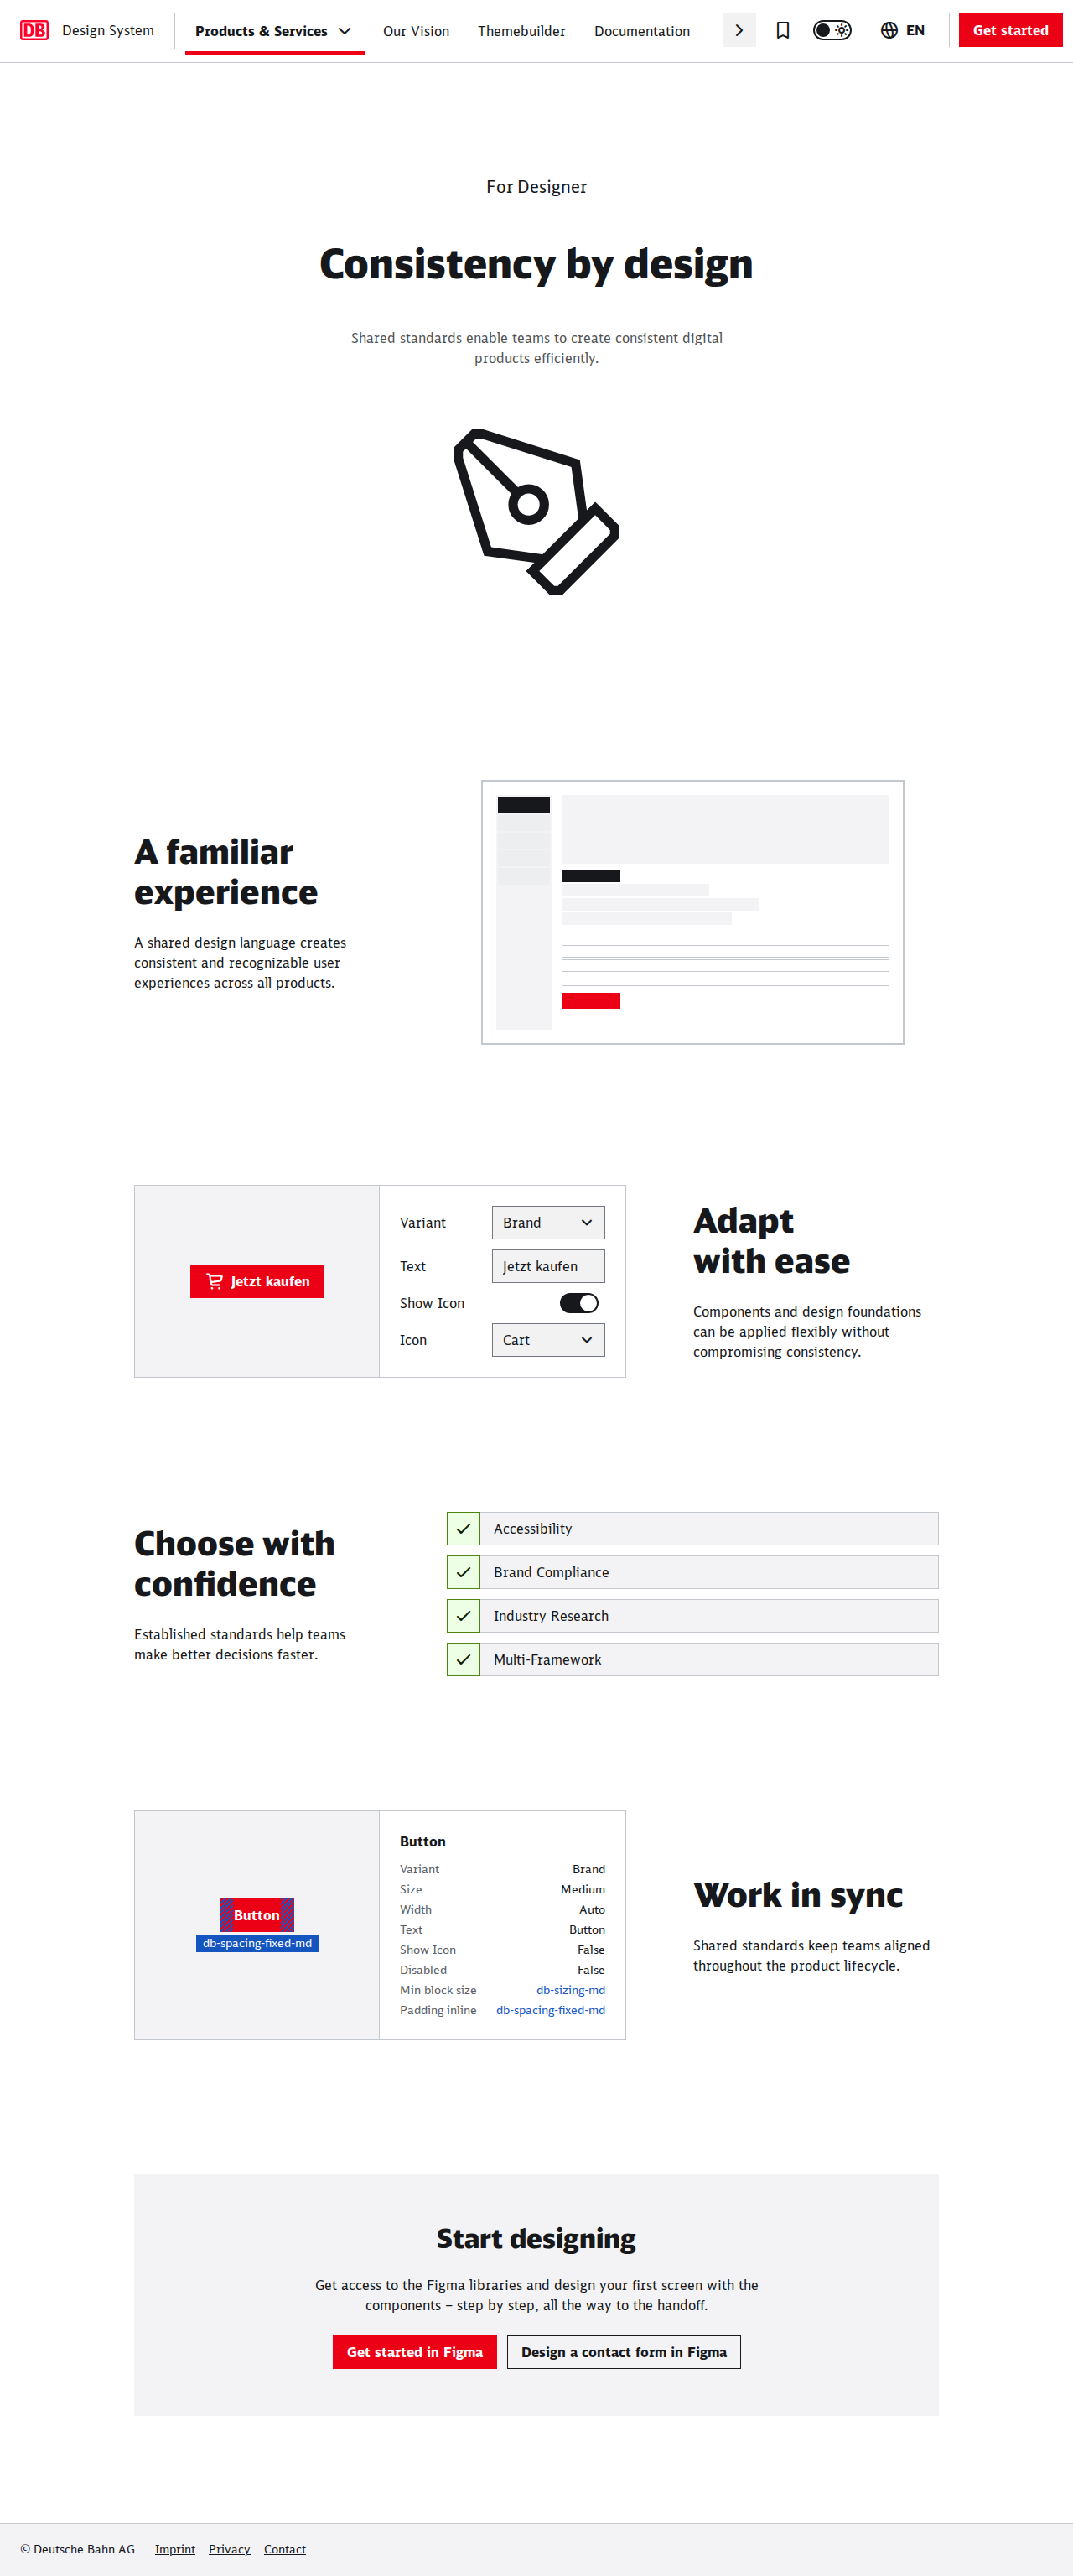 DB Design System Products & Services Our Vision Themebuilder Documentation EN Get started
For Designer
Consistency by design
Shared standards enable teams to create consistent digital
products efficiently.
A familiar
experience
A shared design language creates
consistent and recognizable user
experiences across all products.
Jetzt kaufen
Variant Brand
Text Jetzt kaufen
Show Icon
Icon Cart
Adapt
with ease
Components and design foundations
can be applied flexibly without
compromising consistency.
Choose with
confidence
Established standards help teams
make better decisions faster.
Accessibility
Brand Compliance
Industry Research
Multi-Framework
Button
db-spacing-fixed-md
Button
Variant Brand
Size Medium
Width Auto
Text Button
Show Icon False
Disabled False
Min block size db-sizing-md
Padding inline db-spacing-fixed-md
Work in sync
Shared standards keep teams aligned
throughout the product lifecycle.
Start designing
Get access to the Figma libraries and design your first screen with the
components – step by step, all the way to the handoff.
Get started in Figma Design a contact form in Figma
© Deutsche Bahn AG Imprint Privacy Contact